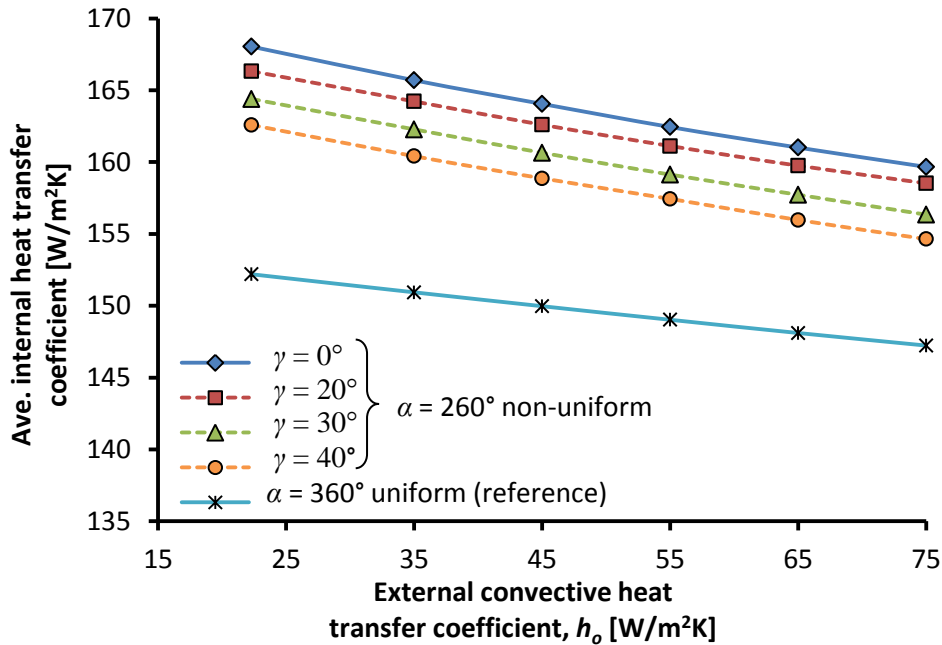 170
165
160
155
150
145
140
135
15 25 35 45 55 65 75
Ave. internal heat transfer
coefficient [W/m²K]
External convective heat
transfer coefficient, hₒ [W/m²K]
γ = 0°
γ = 20°
γ = 30°
γ = 40°
α = 260° non-uniform
α = 360° uniform (reference)